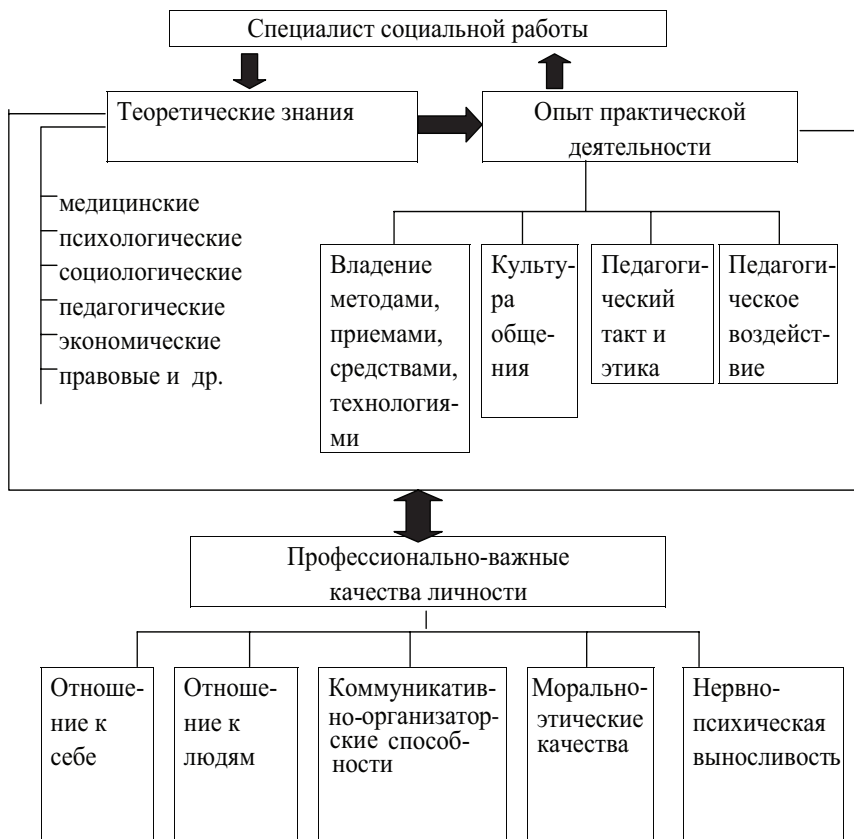 Специалист социальной работы
Теоретические знания
Опыт практической
деятельности
медицинские
психологические
социологические
педагогические
экономические
правовые и др.
Владение
методами,
приемами,
средствами,
технология-
ми
Культу-
ра
обще-
ния
Педагоги-
ческий
такт и
этика
Педагоги-
ческое
воздейст-
вие
Профессионально-важные
качества личности
Отноше-
ние к
себе
Отноше-
ние к
людям
Коммуникатив-
но-организатор-
ские способ-
ности
Морально-
этические
качества
Нервно-
психическая
выносливость